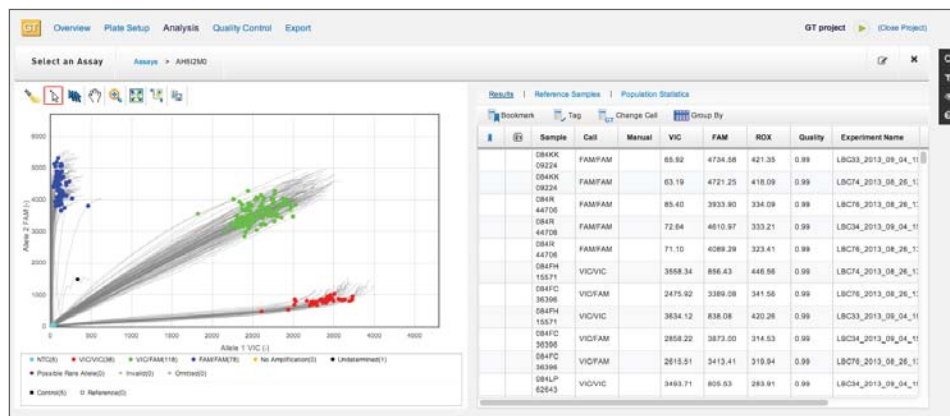 GT Overview Plate Setup Analysis Quality Control Export GT project (Close Project)
Select an Assay Assays > AH6I2M0
Results | Reference Samples | Population Statistics
Bookmark Tag Change Call Group By
Sample Call Manual VIC FAM ROX Quality Experiment Name
084KK 09224 FAM/FAM 65.92 4734.58 421.35 0.99 LBC33_2013_09_04_1
084KK 09224 FAM/FAM 63.19 4721.25 418.09 0.99 LBC74_2013_08_26_1
084R 44706 FAM/FAM 85.40 3933.90 334.09 0.99 LBC76_2013_08_26_1
084R 44706 FAM/FAM 72.64 4610.97 333.21 0.99 LBC34_2013_09_04_1
084R 44706 FAM/FAM 71.10 4089.29 323.41 0.99 LBC76_2013_08_26_1
084FH 15571 VIC/VIC 3558.34 856.43 446.56 0.99 LBC74_2013_08_26_1
084FC 36396 VIC/FAM 2475.92 3389.08 341.56 0.99 LBC76_2013_08_26_1
084FH 15571 VIC/VIC 3634.12 838.08 420.26 0.99 LBC34_2013_09_04_1
084FC 36396 VIC/FAM 2858.22 3873.00 314.53 0.99 LBC34_2013_09_04_1
084FC 36396 VIC/FAM 2615.51 3413.41 319.94 0.99 LBC76_2013_08_26_1
084LP 62643 VIC/VIC 3493.71 805.53 283.91 0.99 LBC34_2013_09_04_1
Allele 2 FAM (-)
6000
5000
4000
3000
2000
1000
0
0 500 1000 1500 2000 2500 3000 3500 4000 4500
Allele 1 VIC (-)
NTC(5) VIC/VIC(38) VIC/FAM(118) FAM/FAM(78) No Amplification(0) Undetermined(1)
Possible Rare Allele(0) Invalid(0) Omitted(0)
Control(5) Reference(0)